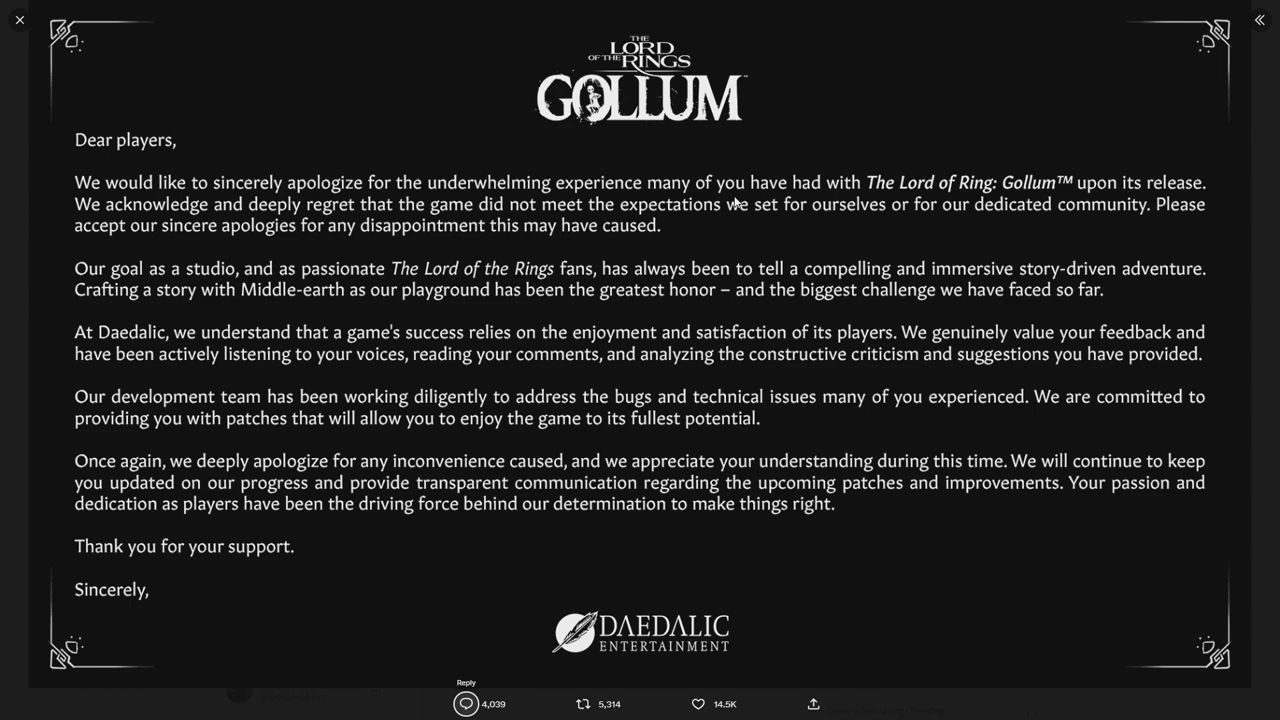 THE
LORD
OF THE RINGS
GOLLUM™
Dear players,
We would like to sincerely apologize for the underwhelming experience many of you have had with The Lord of Ring: Gollum™ upon its release.
We acknowledge and deeply regret that the game did not meet the expectations we set for ourselves or for our dedicated community. Please
accept our sincere apologies for any disappointment this may have caused.
Our goal as a studio, and as passionate The Lord of the Rings fans, has always been to tell a compelling and immersive story-driven adventure.
Crafting a story with Middle-earth as our playground has been the greatest honor – and the biggest challenge we have faced so far.
At Daedalic, we understand that a game's success relies on the enjoyment and satisfaction of its players. We genuinely value your feedback and
have been actively listening to your voices, reading your comments, and analyzing the constructive criticism and suggestions you have provided.
Our development team has been working diligently to address the bugs and technical issues many of you experienced. We are committed to
providing you with patches that will allow you to enjoy the game to its fullest potential.
Once again, we deeply apologize for any inconvenience caused, and we appreciate your understanding during this time. We will continue to keep
you updated on our progress and provide transparent communication regarding the upcoming patches and improvements. Your passion and
dedication as players have been the driving force behind our determination to make things right.
Thank you for your support.
Sincerely,
DAEDALIC
ENTERTAINMENT
Reply
4,039 5,314 14.5K